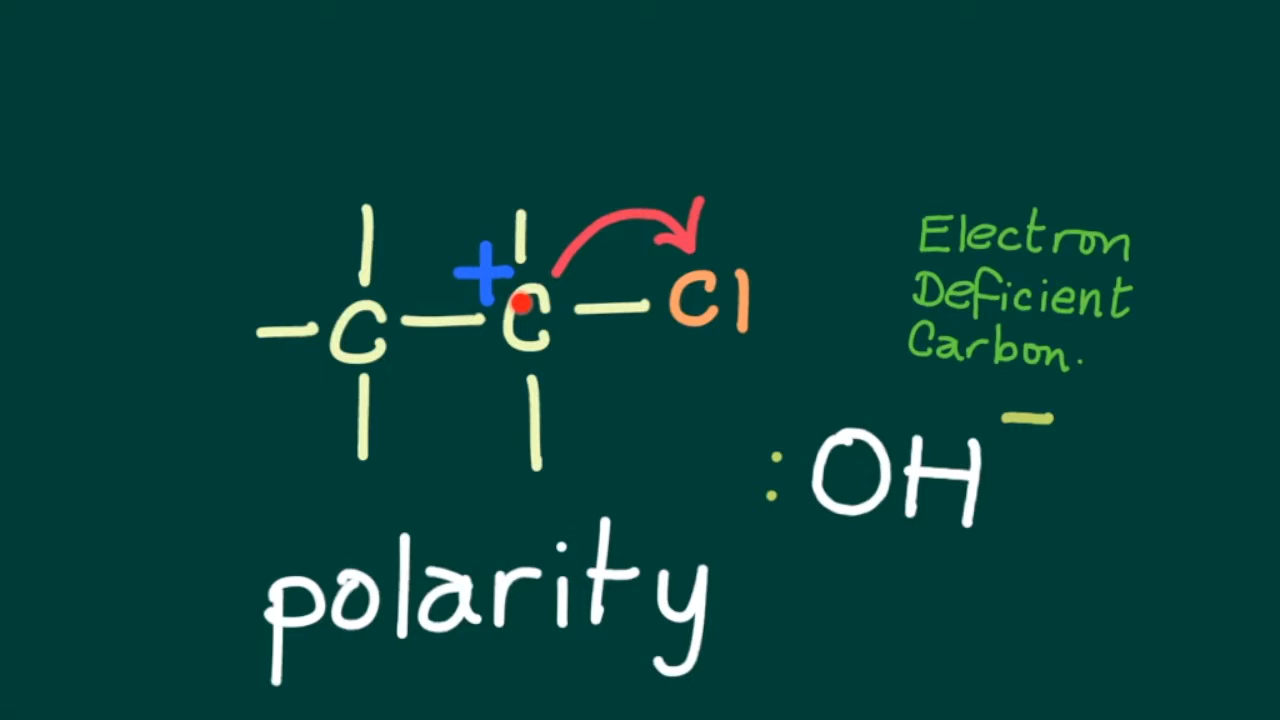 Electron
Deficient
Carbon.
+
C C Cl
:OH−
polarity